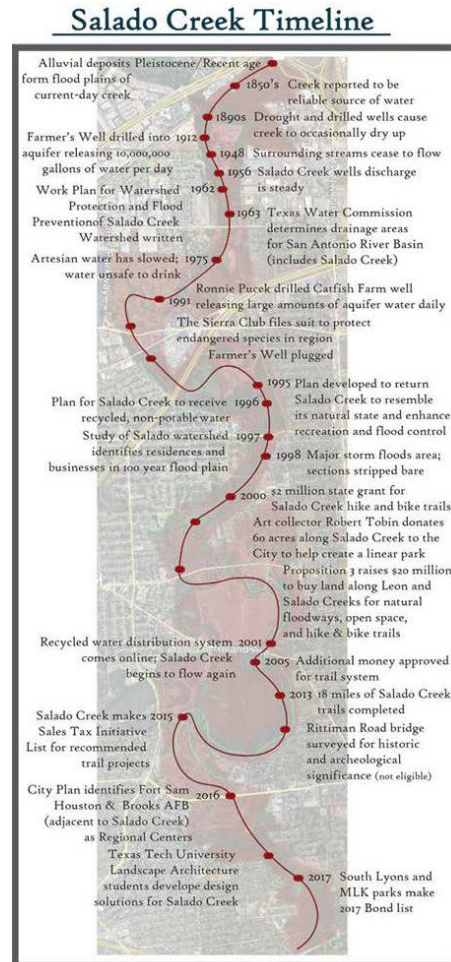 Salado Creek Timeline
Alluvial deposits Pleistocene/Recent age
form flood plains of
current-day creek
1850's Creek reported to be
reliable source of water
1890s Drought and drilled wells cause
creek to occasionally dry up
Farmer's Well drilled into 1912
aquifer releasing 10,000,000
gallons of water per day
1948 Surrounding streams cease to flow
1956 Salado Creek wells discharge
is steady
Work Plan for Watershed 1962
Protection and Flood
Preventionof Salado Creek
Watershed written
1963 Texas Water Commission
determines drainage areas
for San Antonio River Basin
(includes Salado Creek)
Artesian water has slowed; 1975
water unsafe to drink
1991 Ronnie Pucek drilled Catfish Farm well
releasing large amounts of aquifer water daily
The Sierra Club files suit to protect
endangered species in region
Farmer's Well plugged
1995 Plan developed to return
Salado Creek to resemble
its natural state and enhance
recreation and flood control
Plan for Salado Creek to receive 1996
recycled, non-potable water
Study of Salado watershed 1997
identifies residences and
businesses in 100 year flood plain
1998 Major storm floods area;
sections stripped bare
2000 $2 million state grant for
Salado Creek hike and bike trails
Art collector Robert Tobin donates
60 acres along Salado Creek to the
City to help create a linear park
Proposition 3 raises $20 million
to buy land along Leon and
Salado Creeks for natural
floodways, open space,
and hike & bike trails
Recycled water distribution system 2001
comes online; Salado Creek
begins to flow again
2005 Additional money approved
for trail system
2013 18 miles of Salado Creek
trails completed
Rittiman Road bridge
surveyed for historic
and archeological
significance (not eligible)
Salado Creek makes 2015
Sales Tax Initiative
List for recommended
trail projects
City Plan identifies Fort Sam 2016
Houston & Brooks AFB
(adjacent to Salado Creek)
as Regional Centers
Texas Tech University
Landscape Architecture
students develope design
solutions for Salado Creek
2017 South Lyons and
MLK parks make
2017 Bond list